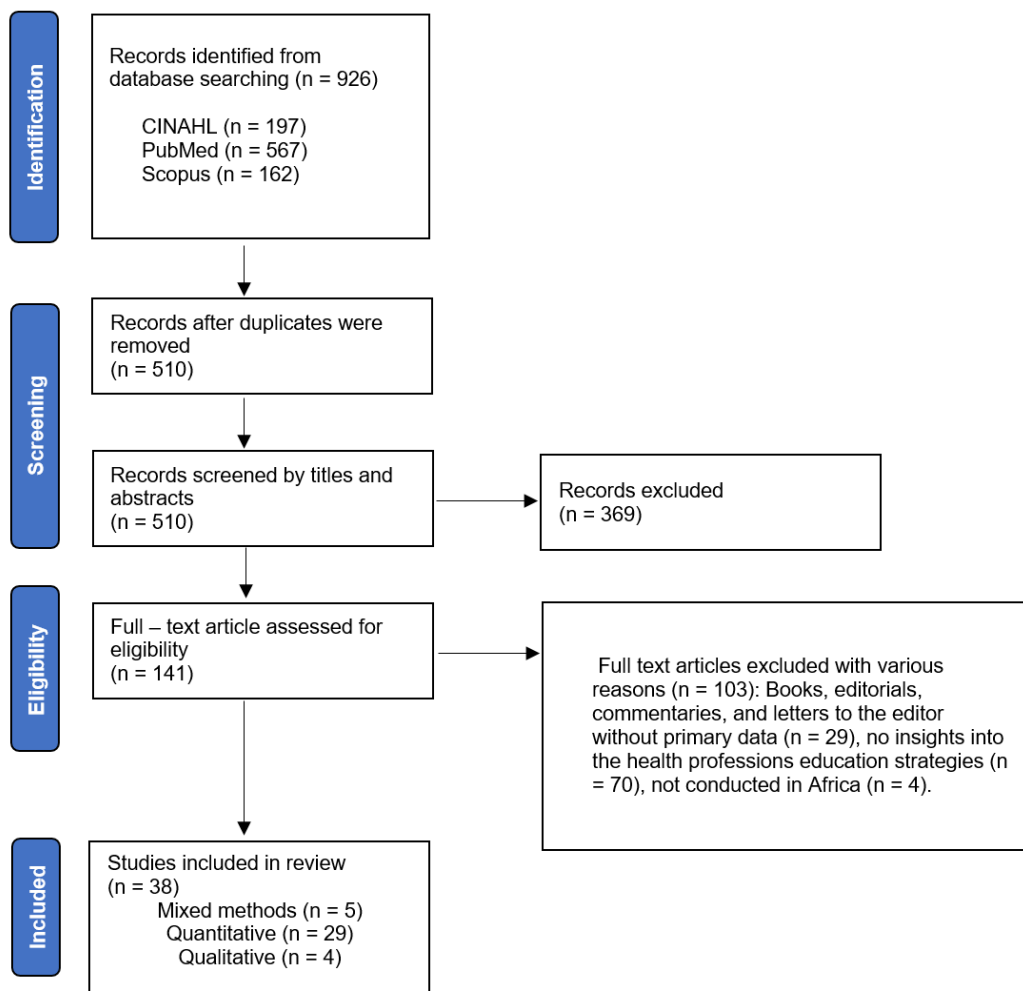 Identification
Records identified from
database searching (n = 926)
CINAHL (n = 197)
PubMed (n = 567)
Scopus (n = 162)
Screening
Records after duplicates were
removed
(n = 510)
Records screened by titles and
abstracts
(n = 510)
Records excluded
(n = 369)
Eligibility
Full – text article assessed for
eligibility
(n = 141)
Full text articles excluded with various
reasons (n = 103): Books, editorials,
commentaries, and letters to the editor
without primary data (n = 29), no insights into
the health professions education strategies (n
= 70), not conducted in Africa (n = 4).
Included
Studies included in review
(n = 38)
Mixed methods (n = 5)
Quantitative (n = 29)
Qualitative (n = 4)